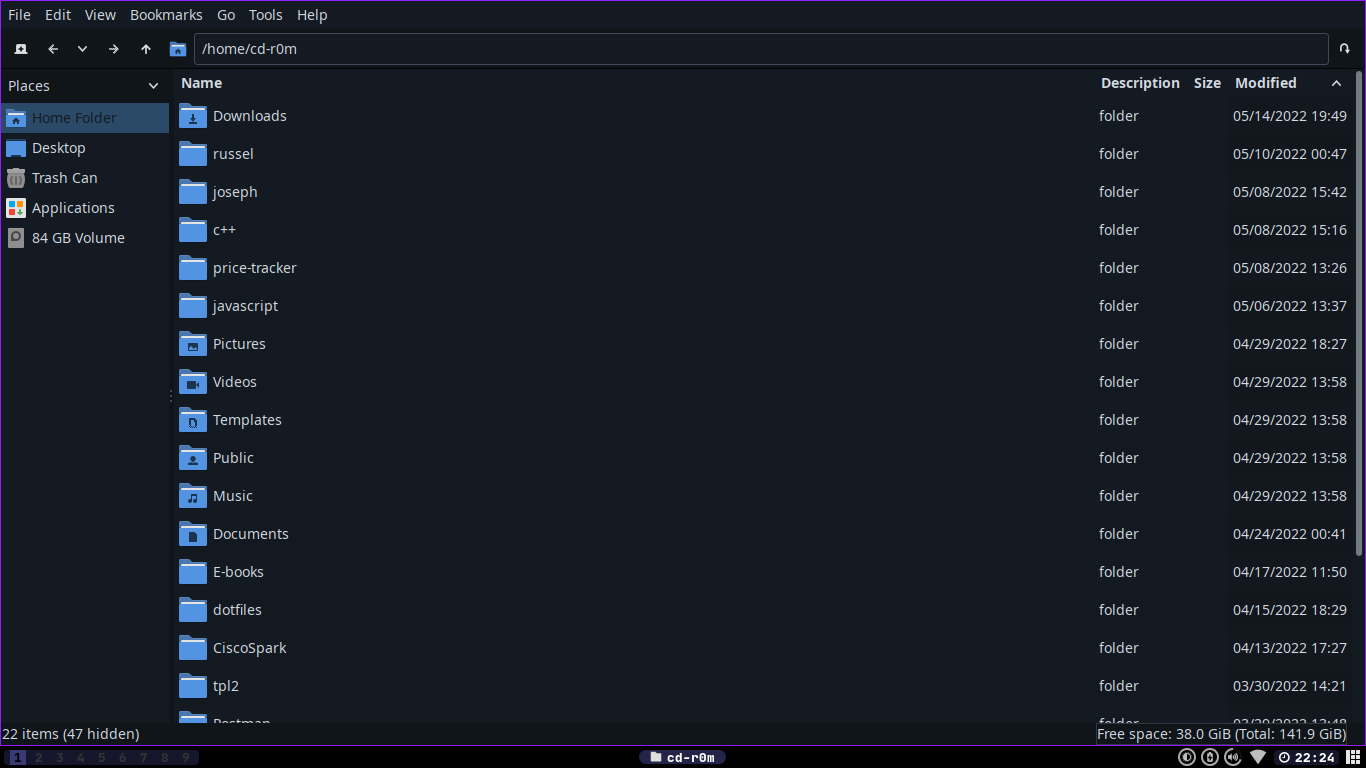 File Edit View Bookmarks Go Tools Help
/home/cd-r0m
Places
Home Folder
Desktop
Trash Can
Applications
84 GB Volume
Name Description Size Modified
Downloads folder 05/14/2022 19:49
russel folder 05/10/2022 00:47
joseph folder 05/08/2022 15:42
c++ folder 05/08/2022 15:16
price-tracker folder 05/08/2022 13:26
javascript folder 05/06/2022 13:37
Pictures folder 04/29/2022 18:27
Videos folder 04/29/2022 13:58
Templates folder 04/29/2022 13:58
Public folder 04/29/2022 13:58
Music folder 04/29/2022 13:58
Documents folder 04/24/2022 00:41
E-books folder 04/17/2022 11:50
dotfiles folder 04/15/2022 18:29
CiscoSpark folder 04/13/2022 17:27
tpl2 folder 03/30/2022 14:21
Postman folder
22 items (47 hidden) Free space: 38.0 GiB (Total: 141.9 GiB)
1 2 3 4 5 6 7 8 9 cd-r0m 22:24